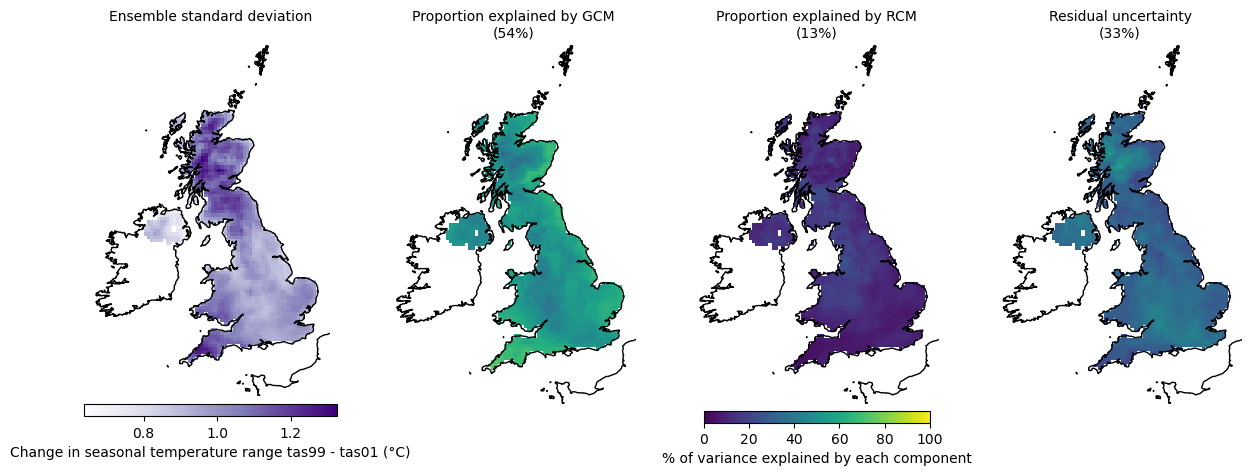 Ensemble standard deviation
Proportion explained by GCM
(54%)
Proportion explained by RCM
(13%)
Residual uncertainty
(33%)
0.8 1.0 1.2
Change in seasonal temperature range tas99 - tas01 (°C)
0 20 40 60 80 100
% of variance explained by each component